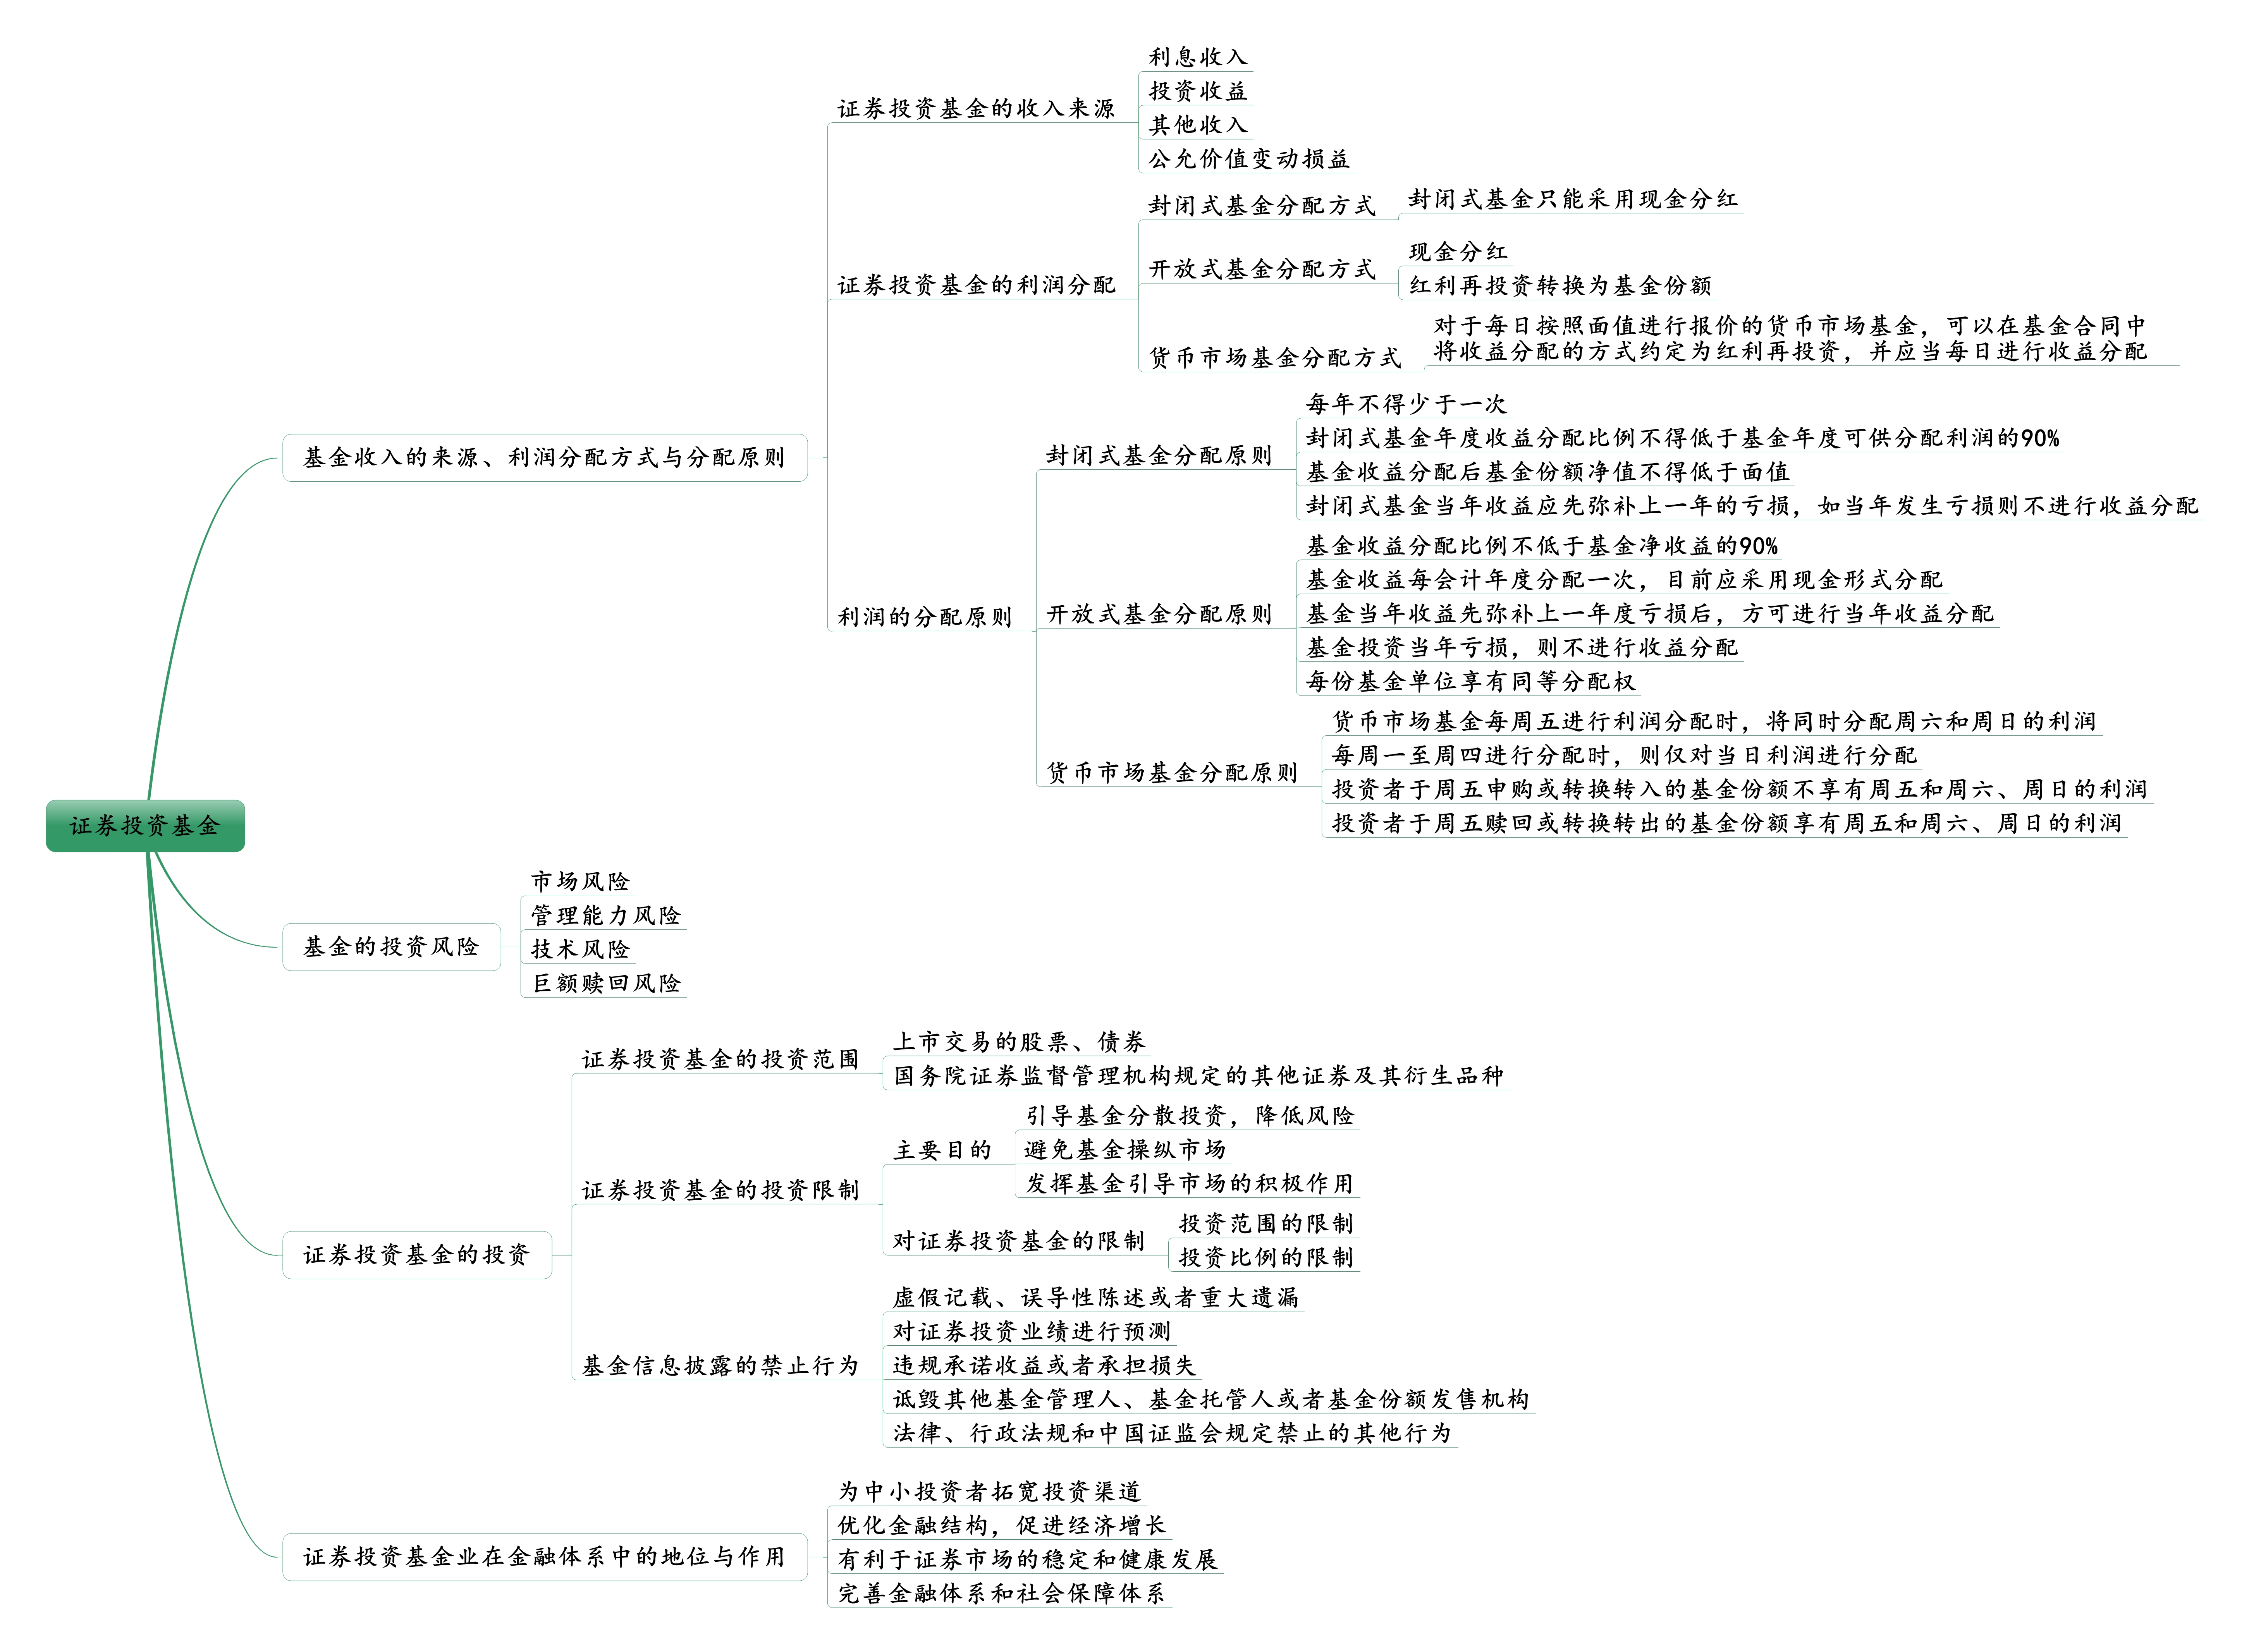 证券投资基金
基金收入的来源、利润分配方式与分配原则
证券投资基金的收入来源
利息收入
投资收益
其他收入
公允价值变动损益
证券投资基金的利润分配
封闭式基金分配方式
封闭式基金只能采用现金分红
开放式基金分配方式
现金分红
红利再投资转换为基金份额
货币市场基金分配方式
对于每日按照面值进行报价的货币市场基金，可以在基金合同中
将收益分配的方式约定为红利再投资，并应当每日进行收益分配
利润的分配原则
封闭式基金分配原则
每年不得少于一次
封闭式基金年度收益分配比例不得低于基金年度可供分配利润的90%
基金收益分配后基金份额净值不得低于面值
封闭式基金当年收益应先弥补上一年的亏损，如当年发生亏损则不进行收益分配
开放式基金分配原则
基金收益分配比例不低于基金净收益的90%
基金收益每会计年度分配一次，目前应采用现金形式分配
基金当年收益先弥补上一年度亏损后，方可进行当年收益分配
基金投资当年亏损，则不进行收益分配
每份基金单位享有同等分配权
货币市场基金分配原则
货币市场基金每周五进行利润分配时，将同时分配周六和周日的利润
每周一至周四进行分配时，则仅对当日利润进行分配
投资者于周五申购或转换转入的基金份额不享有周五和周六、周日的利润
投资者于周五赎回或转换转出的基金份额享有周五和周六、周日的利润
基金的投资风险
市场风险
管理能力风险
技术风险
巨额赎回风险
证券投资基金的投资
证券投资基金的投资范围
上市交易的股票、债券
国务院证券监督管理机构规定的其他证券及其衍生品种
证券投资基金的投资限制
主要目的
引导基金分散投资，降低风险
避免基金操纵市场
发挥基金引导市场的积极作用
对证券投资基金的限制
投资范围的限制
投资比例的限制
基金信息披露的禁止行为
虚假记载、误导性陈述或者重大遗漏
对证券投资业绩进行预测
违规承诺收益或者承担损失
诋毁其他基金管理人、基金托管人或者基金份额发售机构
法律、行政法规和中国证监会规定禁止的其他行为
证券投资基金业在金融体系中的地位与作用
为中小投资者拓宽投资渠道
优化金融结构，促进经济增长
有利于证券市场的稳定和健康发展
完善金融体系和社会保障体系